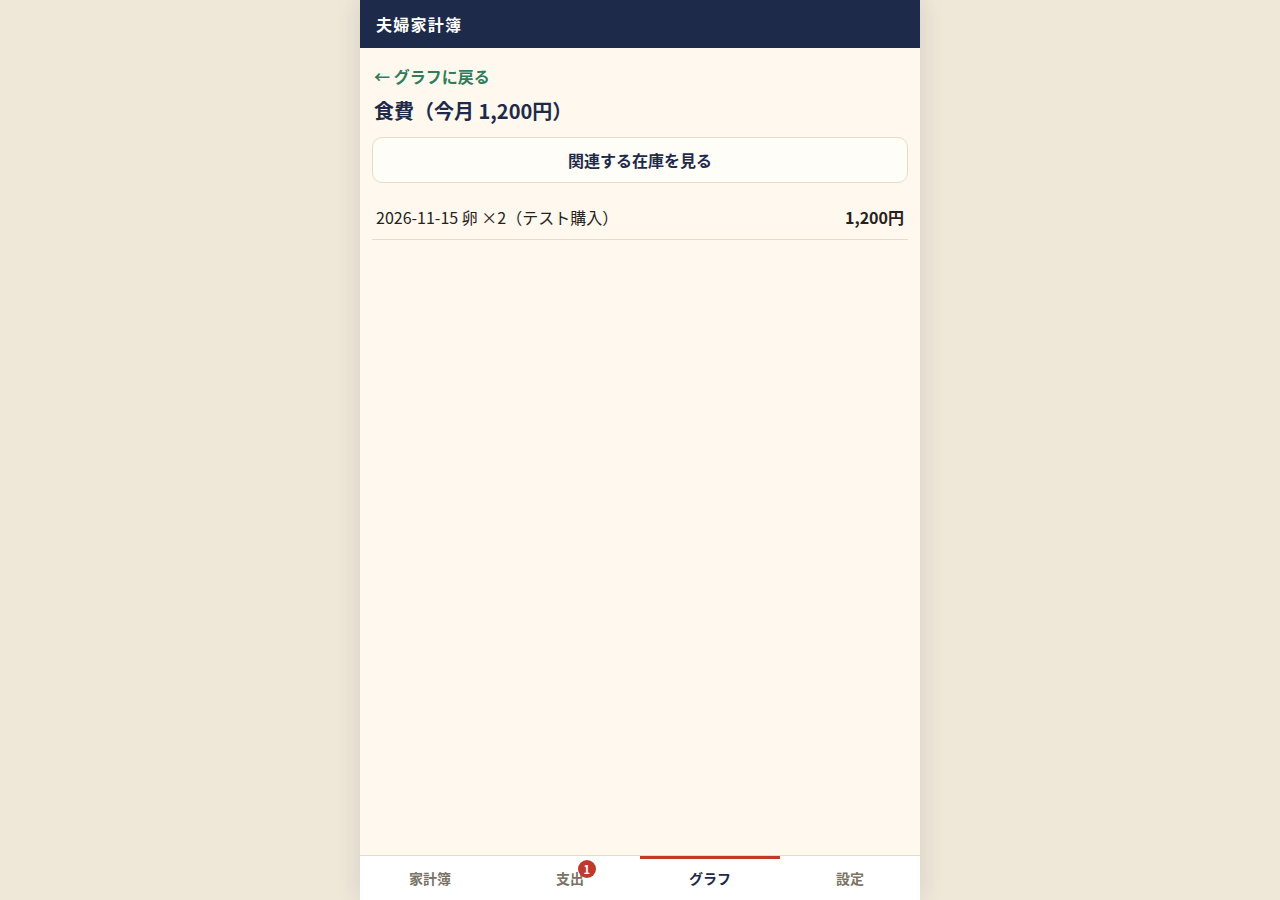 夫婦家計簿
← グラフに戻る
食費（今月 1,200円）
関連する在庫を見る
2026-11-15 卵 ×2（テスト購入） 1,200円
家計簿 支出 1 グラフ 設定